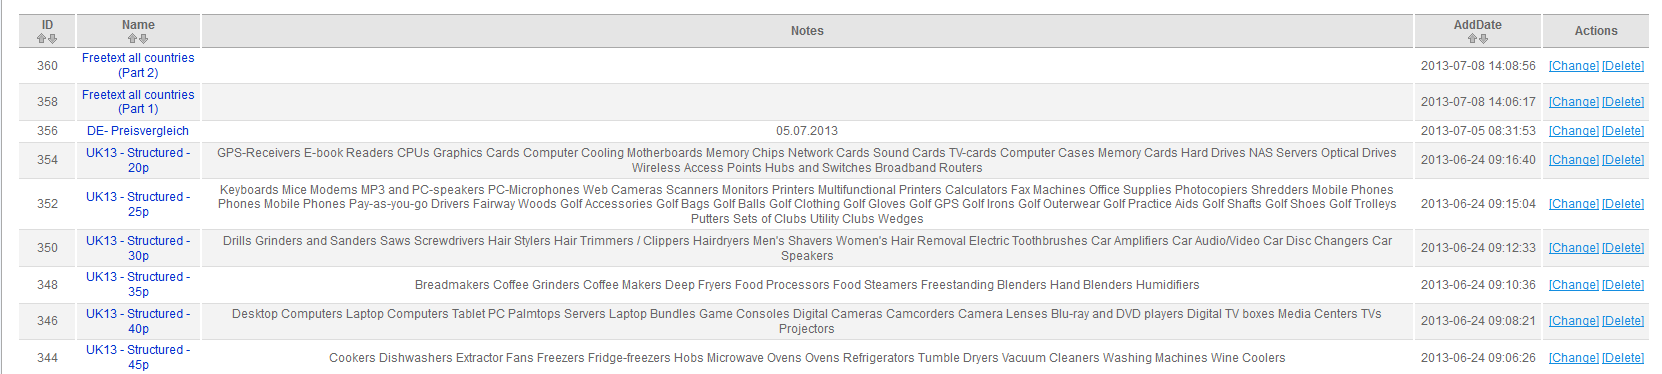 ID Name Notes AddDate Actions
360 Freetext all countries 2013-07-08 14:08:56 [Change] [Delete]
(Part 2)
358 Freetext all countries 2013-07-08 14:06:17 [Change] [Delete]
(Part 1)
356 DE- Preisvergleich 05.07.2013 2013-07-05 08:31:53 [Change] [Delete]
354 UK13 - Structured - GPS-Receivers E-book Readers CPUs Graphics Cards Computer Cooling Motherboards Memory Chips Network Cards Sound Cards TV-cards Computer Cases Memory Cards Hard Drives NAS Servers Optical Drives 2013-06-24 09:16:40 [Change] [Delete]
20p Wireless Access Points Hubs and Switches Broadband Routers
352 UK13 - Structured - Keyboards Mice Modems MP3 and PC-speakers PC-Microphones Web Cameras Scanners Monitors Printers Multifunctional Printers Calculators Fax Machines Office Supplies Photocopiers Shredders Mobile Phones 2013-06-24 09:15:04 [Change] [Delete]
25p Phones Mobile Phones Pay-as-you-go Drivers Fairway Woods Golf Accessories Golf Bags Golf Balls Golf Clothing Golf Gloves Golf GPS Golf Irons Golf Outerwear Golf Practice Aids Golf Shafts Golf Shoes Golf Trolleys
Putters Sets of Clubs Utility Clubs Wedges
350 UK13 - Structured - Drills Grinders and Sanders Saws Screwdrivers Hair Stylers Hair Trimmers / Clippers Hairdryers Men's Shavers Women's Hair Removal Electric Toothbrushes Car Amplifiers Car Audio/Video Car Disc Changers Car 2013-06-24 09:12:33 [Change] [Delete]
30p Speakers
348 UK13 - Structured - Breadmakers Coffee Grinders Coffee Makers Deep Fryers Food Processors Food Steamers Freestanding Blenders Hand Blenders Humidifiers 2013-06-24 09:10:36 [Change] [Delete]
35p
346 UK13 - Structured - Desktop Computers Laptop Computers Tablet PC Palmtops Servers Laptop Bundles Game Consoles Digital Cameras Camcorders Camera Lenses Blu-ray and DVD players Digital TV boxes Media Centers TVs 2013-06-24 09:08:21 [Change] [Delete]
40p Projectors
344 UK13 - Structured - Cookers Dishwashers Extractor Fans Freezers Fridge-freezers Hobs Microwave Ovens Ovens Refrigerators Tumble Dryers Vacuum Cleaners Washing Machines Wine Coolers 2013-06-24 09:06:26 [Change] [Delete]
45p